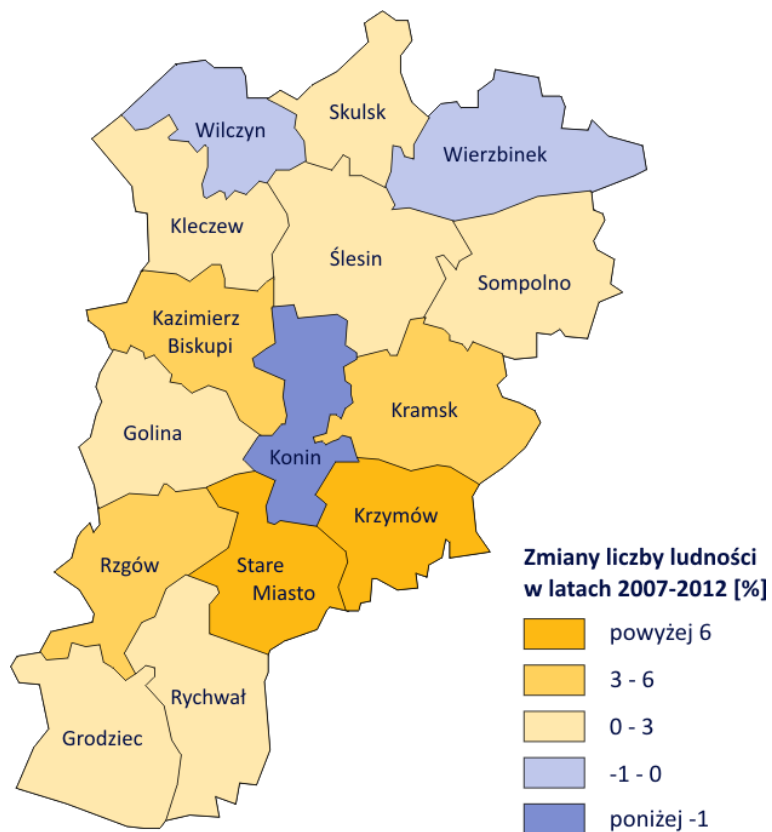 Skulsk
Wilczyn
Wierzbinek
Kleczew
Ślesin
Sompolno
Kazimierz
Biskupi
Kramsk
Golina
Konin
Krzymów
Rzgów
Stare
Miasto
Rychwał
Grodziec
Zmiany liczby ludności
w latach 2007-2012 [%]
powyżej 6
3 - 6
0 - 3
-1 - 0
poniżej -1